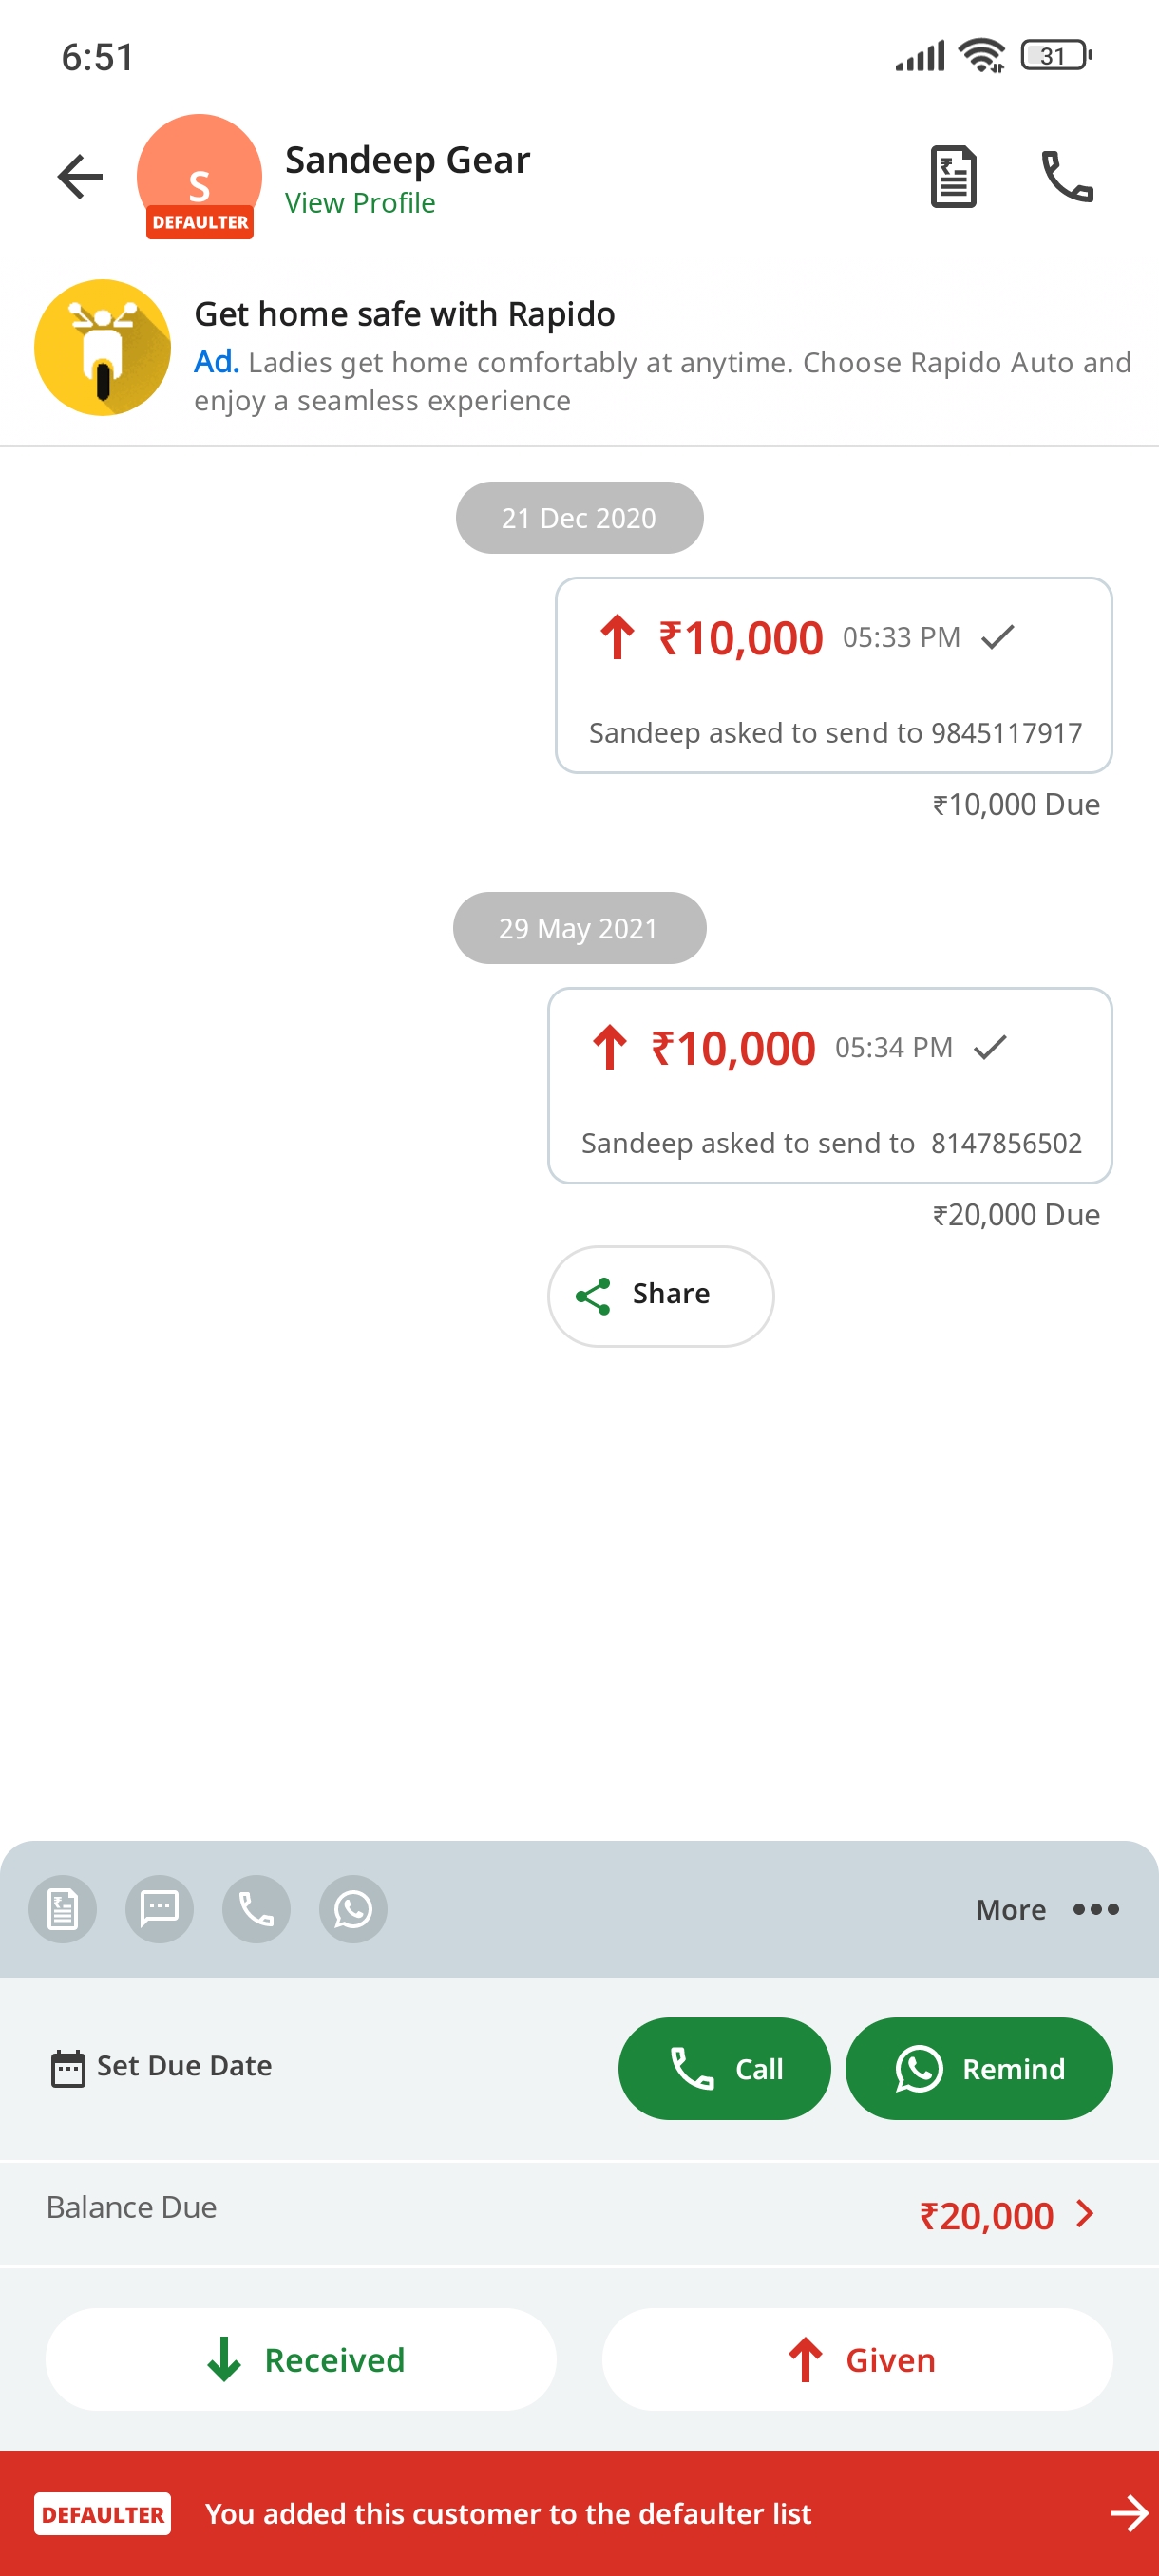 6:51
31
S
DEFAULTER
Sandeep Gear
View Profile
Get home safe with Rapido
Ad. Ladies get home comfortably at anytime. Choose Rapido Auto and
enjoy a seamless experience
21 Dec 2020
₹10,000 05:33 PM
Sandeep asked to send to 9845117917
₹10,000 Due
29 May 2021
₹10,000 05:34 PM
Sandeep asked to send to 8147856502
₹20,000 Due
Share
More
Set Due Date
Call
Remind
Balance Due
₹20,000
Received
Given
DEFAULTER You added this customer to the defaulter list